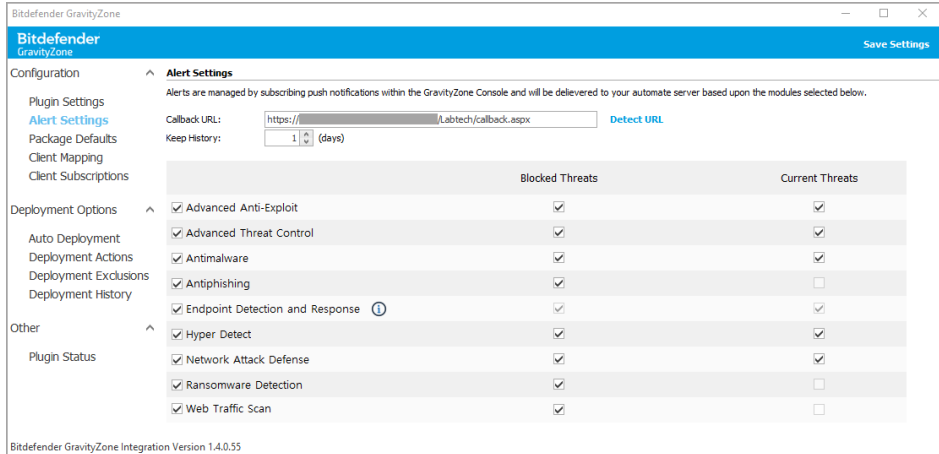 Bitdefender GravityZone
Bitdefender
GravityZone
Save Settings
Configuration
Plugin Settings
Alert Settings
Package Defaults
Client Mapping
Client Subscriptions
Deployment Options
Auto Deployment
Deployment Actions
Deployment Exclusions
Deployment History
Other
Plugin Status
Alert Settings
Alerts are managed by subscribing push notifications within the GravityZone Console and will be delievered to your automate server based upon the modules selected below.
Callback URL: https:// /Labtech/callback.aspx Detect URL
Keep History: 1 (days)
Blocked Threats Current Threats
Advanced Anti-Exploit
Advanced Threat Control
Antimalware
Antiphishing
Endpoint Detection and Response
Hyper Detect
Network Attack Defense
Ransomware Detection
Web Traffic Scan
Bitdefender GravityZone Integration Version 1.4.0.55